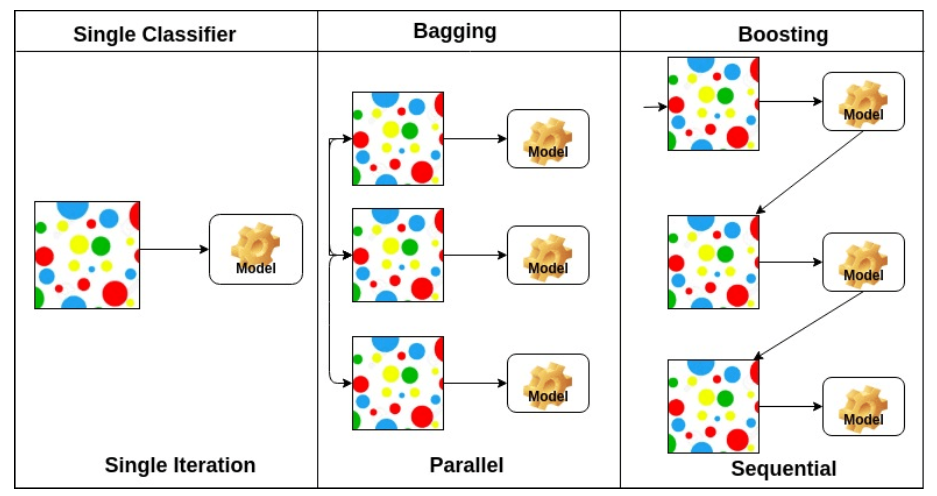 Single Classifier
Bagging
Boosting
Model
Model
Model
Model
Model
Model
Model
Single Iteration
Parallel
Sequential